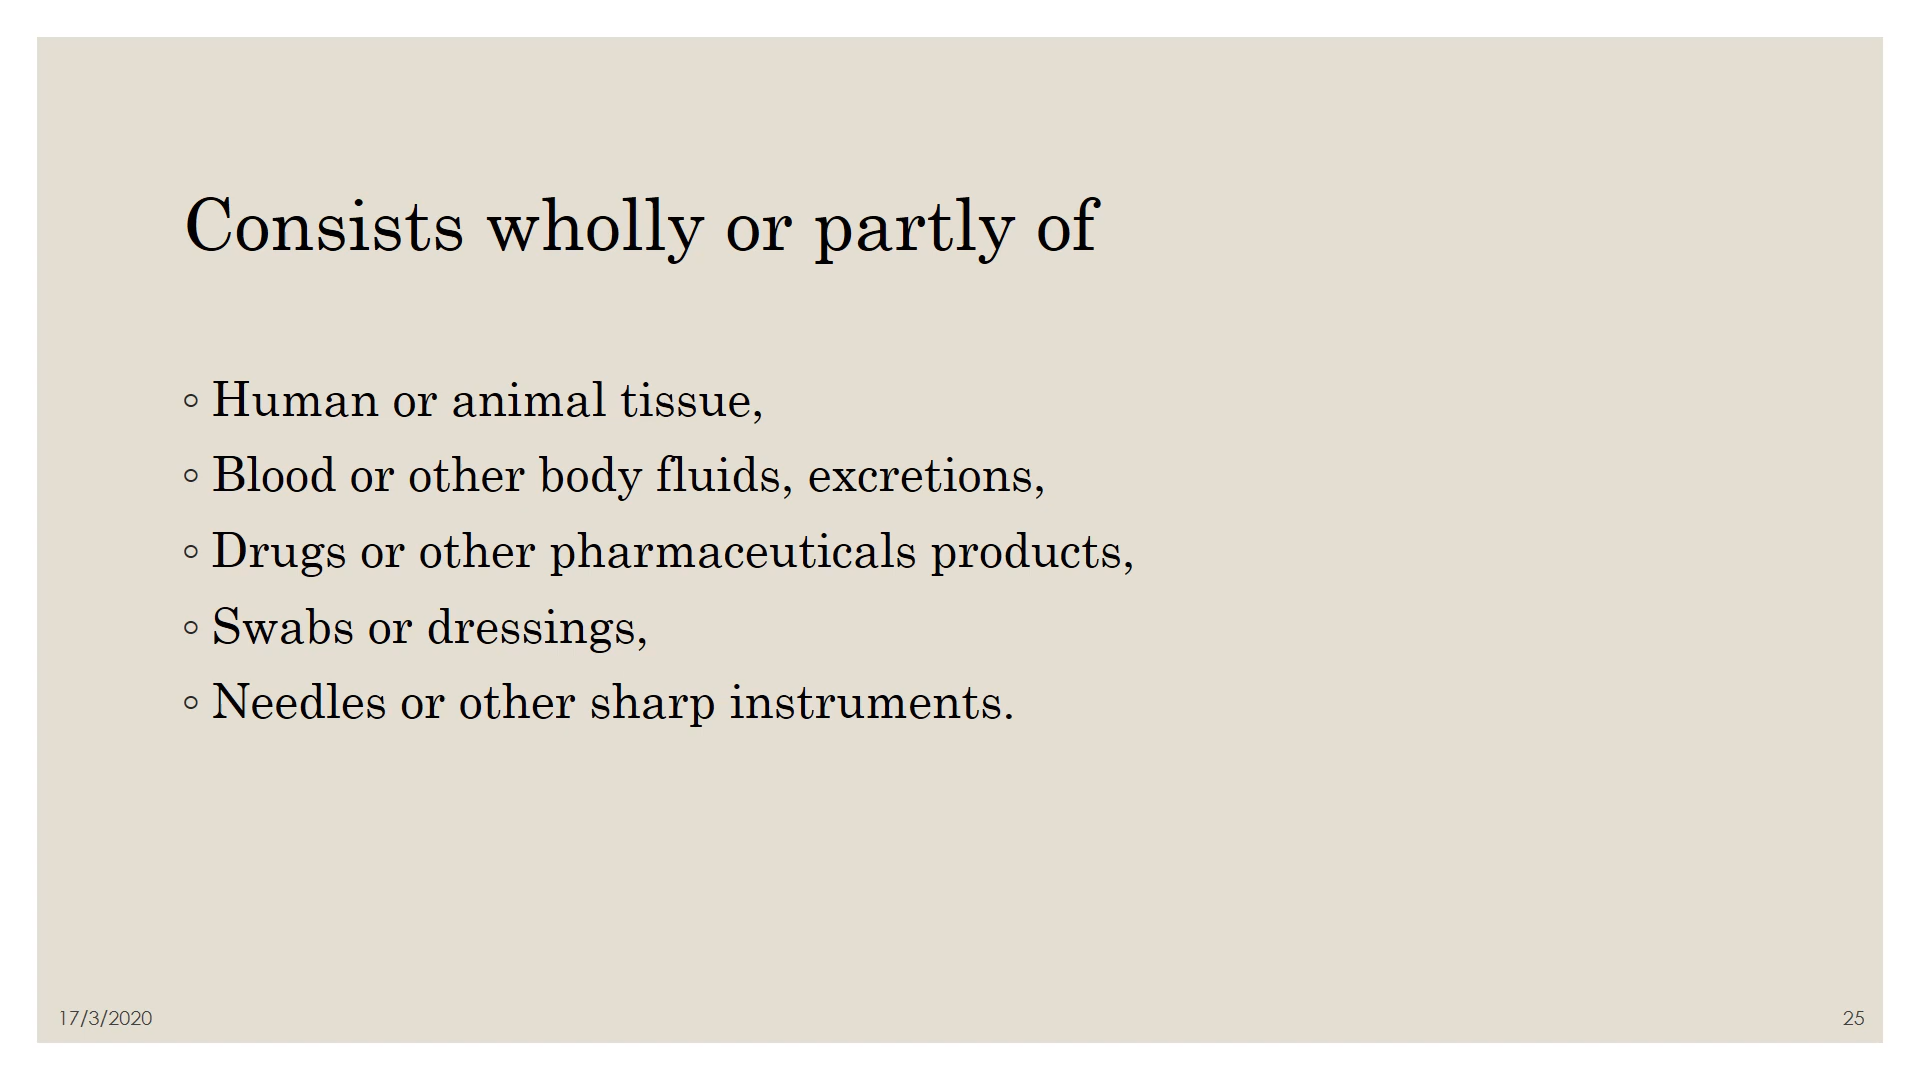 Consists wholly or partly of
◦ Human or animal tissue,
◦ Blood or other body fluids, excretions,
◦ Drugs or other pharmaceuticals products,
◦ Swabs or dressings,
◦ Needles or other sharp instruments.
17/3/2020
25